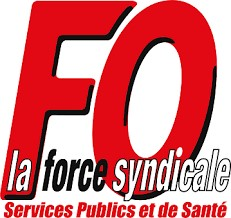 FO
la force syndicale
Services Publics et de Santé